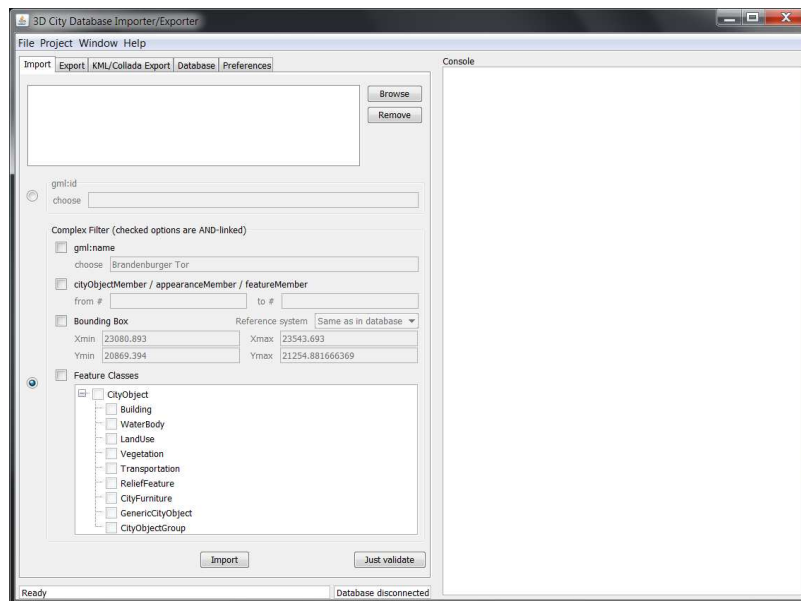 3D City Database Importer/Exporter
File Project Window Help
Import Export KML/Collada Export Database Preferences
Console
Browse
Remove
gml:id
choose
Complex Filter (checked options are AND-linked)
gml:name
choose Brandenburger Tor
cityObjectMember / appearanceMember / featureMember
from # to #
Bounding Box Reference system Same as in database
Xmin 23080.893 Xmax 23543.693
Ymin 20869.394 Ymax 21254.881666369
Feature Classes
CityObject
Building
WaterBody
LandUse
Vegetation
Transportation
ReliefFeature
CityFurniture
GenericCityObject
CityObjectGroup
Import Just validate
Ready Database disconnected